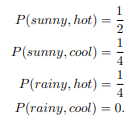 P(sunny, hot) = 1/2
P(sunny, cool) = 1/4
P(rainy, hot) = 1/4
P(rainy, cool) = 0.